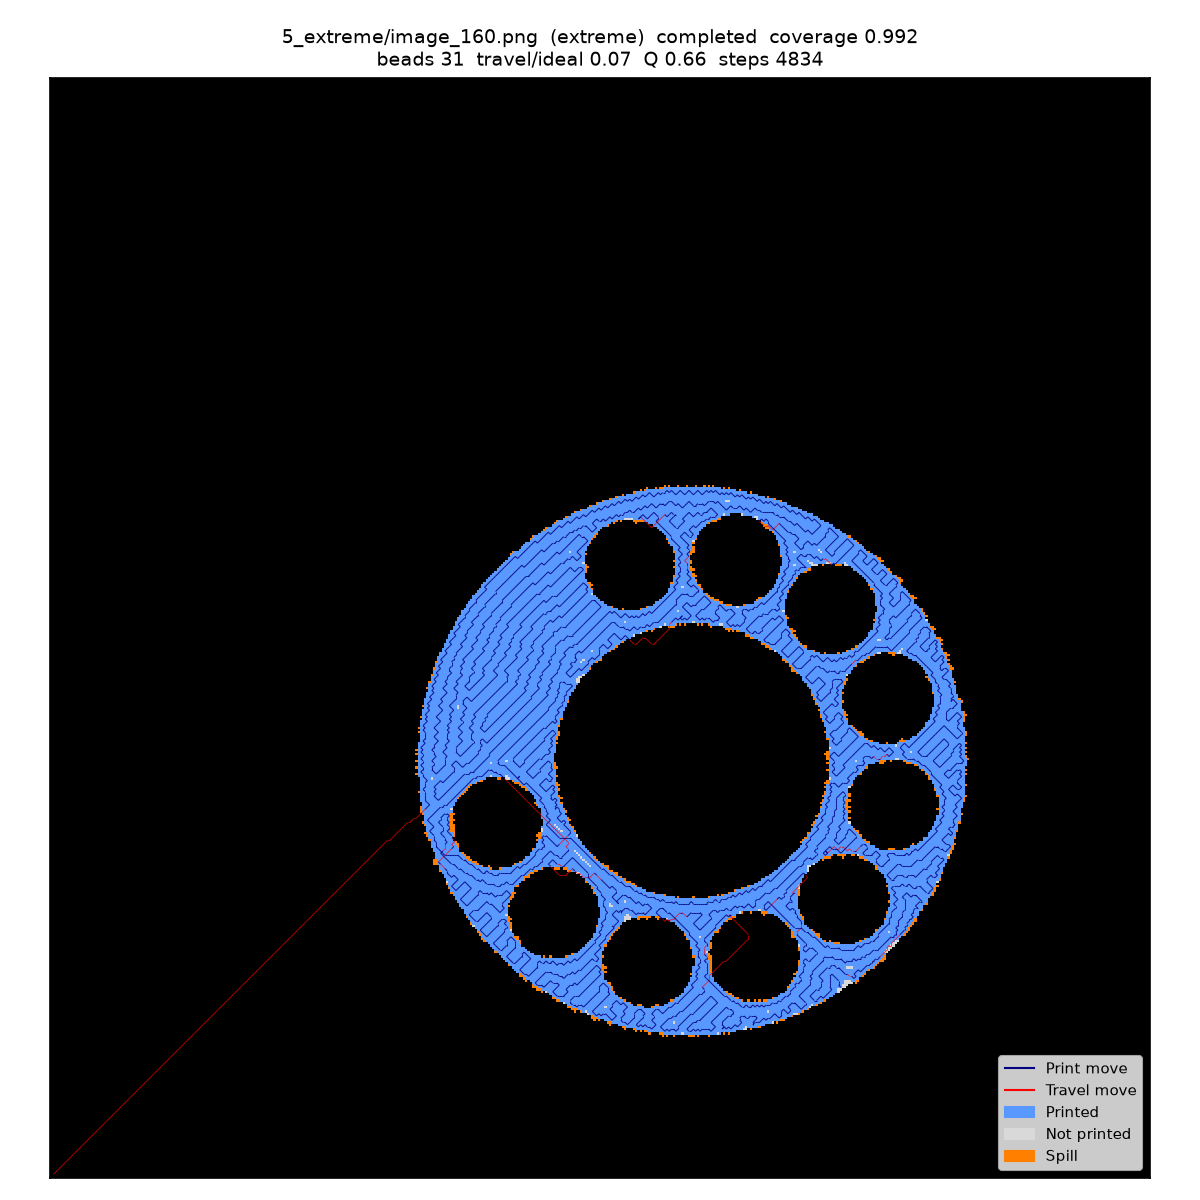 5_extreme/image_160.png  (extreme)  completed  coverage 0.992
beads 31  travel/ideal 0.07  Q 0.66  steps 4834
Print move
Travel move
Printed
Not printed
Spill